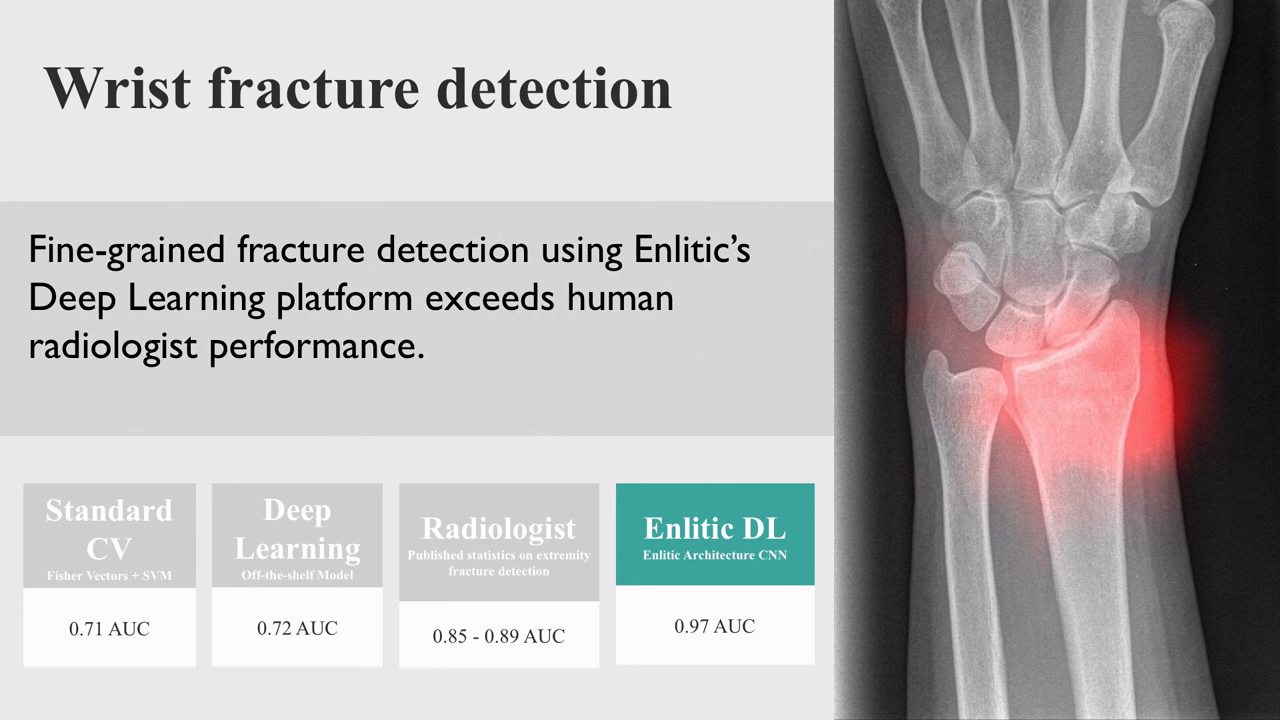 Wrist fracture detection
Fine-grained fracture detection using Enlitic’s
Deep Learning platform exceeds human
radiologist performance.
Standard
CV
Fisher Vectors + SVM
0.71 AUC
Deep
Learning
Off-the-shelf Model
0.72 AUC
Radiologist
Published statistics on extremity
fracture detection
0.85 - 0.89 AUC
Enlitic DL
Enlitic Architecture CNN
0.97 AUC